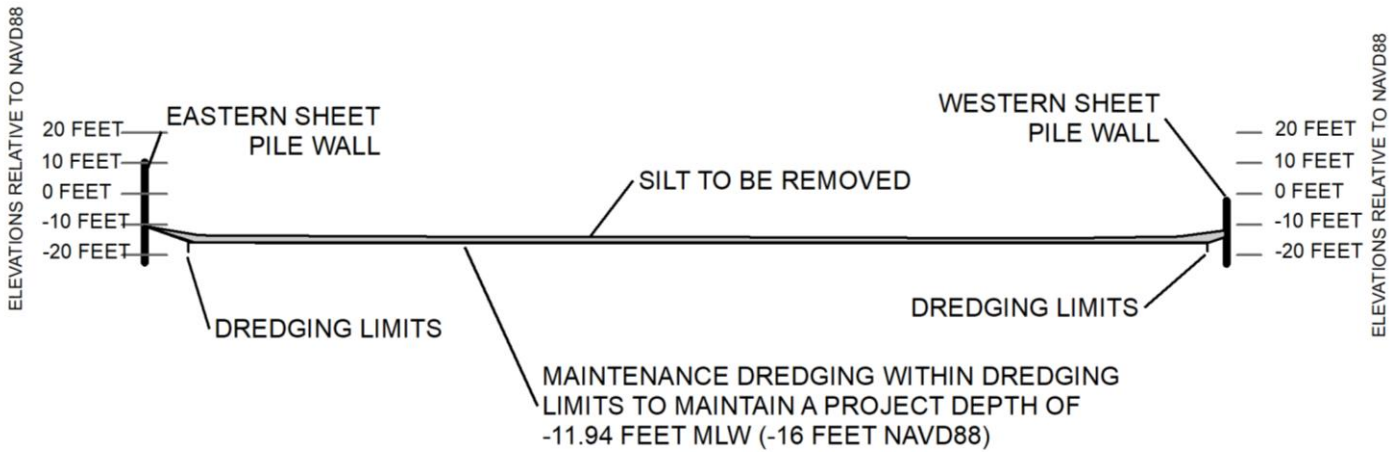 ELEVATIONS RELATIVE TO NAVD88
20 FEET
10 FEET
0 FEET
-10 FEET
-20 FEET
EASTERN SHEET
PILE WALL
SILT TO BE REMOVED
WESTERN SHEET
PILE WALL
20 FEET
10 FEET
0 FEET
-10 FEET
-20 FEET
ELEVATIONS RELATIVE TO NAVD88
DREDGING LIMITS
DREDGING LIMITS
MAINTENANCE DREDGING WITHIN DREDGING
LIMITS TO MAINTAIN A PROJECT DEPTH OF
-11.94 FEET MLW (-16 FEET NAVD88)